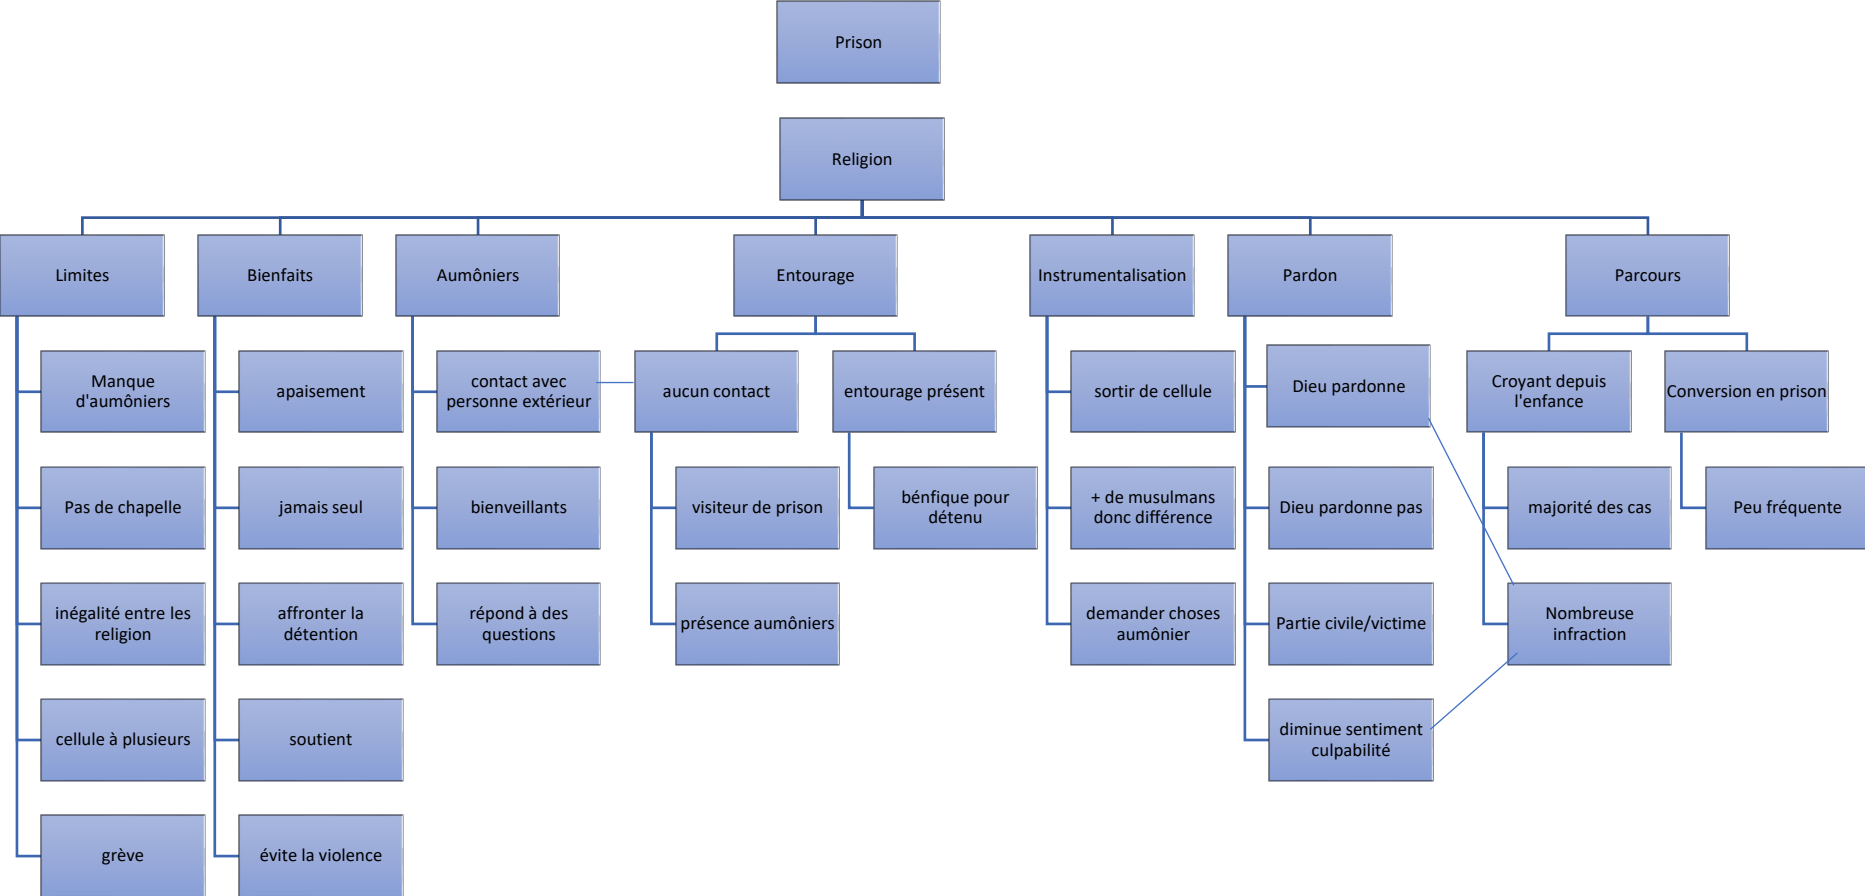 Prison
Religion
Limites
Bienfaits
Aumôniers
Entourage
Instrumentalisation
Pardon
Parcours
Manque
d'aumôniers
Pas de chapelle
inégalité entre les
religion
cellule à plusieurs
grève
apaisement
jamais seul
affronter la
détention
soutient
évite la violence
contact avec
personne extérieur
bienveillants
répond à des
questions
aucun contact
visiteur de prison
présence aumôniers
entourage présent
bénfique pour
détenu
sortir de cellule
+ de musulmans
donc différence
demander choses
aumônier
Dieu pardonne
Dieu pardonne pas
Partie civile/victime
diminue sentiment
culpabilité
Croyant depuis
l'enfance
majorité des cas
Nombreuse
infraction
Conversion en prison
Peu fréquente